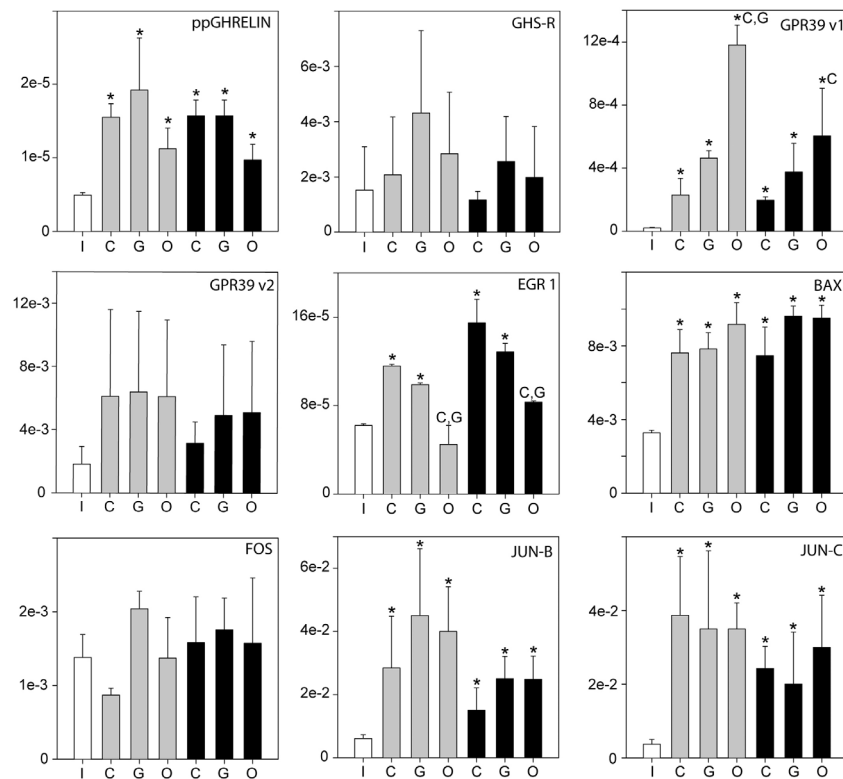 ppGHRELIN
2e-5
1e-5
0
* * * * * *
I C G O C G O
GHS-R
6e-3
4e-3
2e-3
0
I C G O C G O
GPR39 v1
12e-4
8e-4
4e-4
0
* * *C,G * * *C
I C G O C G O
GPR39 v2
12e-3
8e-3
4e-3
0
I C G O C G O
EGR 1
16e-5
8e-5
0
* * C,G * * C,G
I C G O C G O
BAX
8e-3
4e-3
0
* * * * * *
I C G O C G O
FOS
2e-3
1e-3
0
I C G O C G O
JUN-B
6e-2
4e-2
2e-2
0
* * * * * *
I C G O C G O
JUN-C
4e-2
2e-2
0
* * * * * *
I C G O C G O